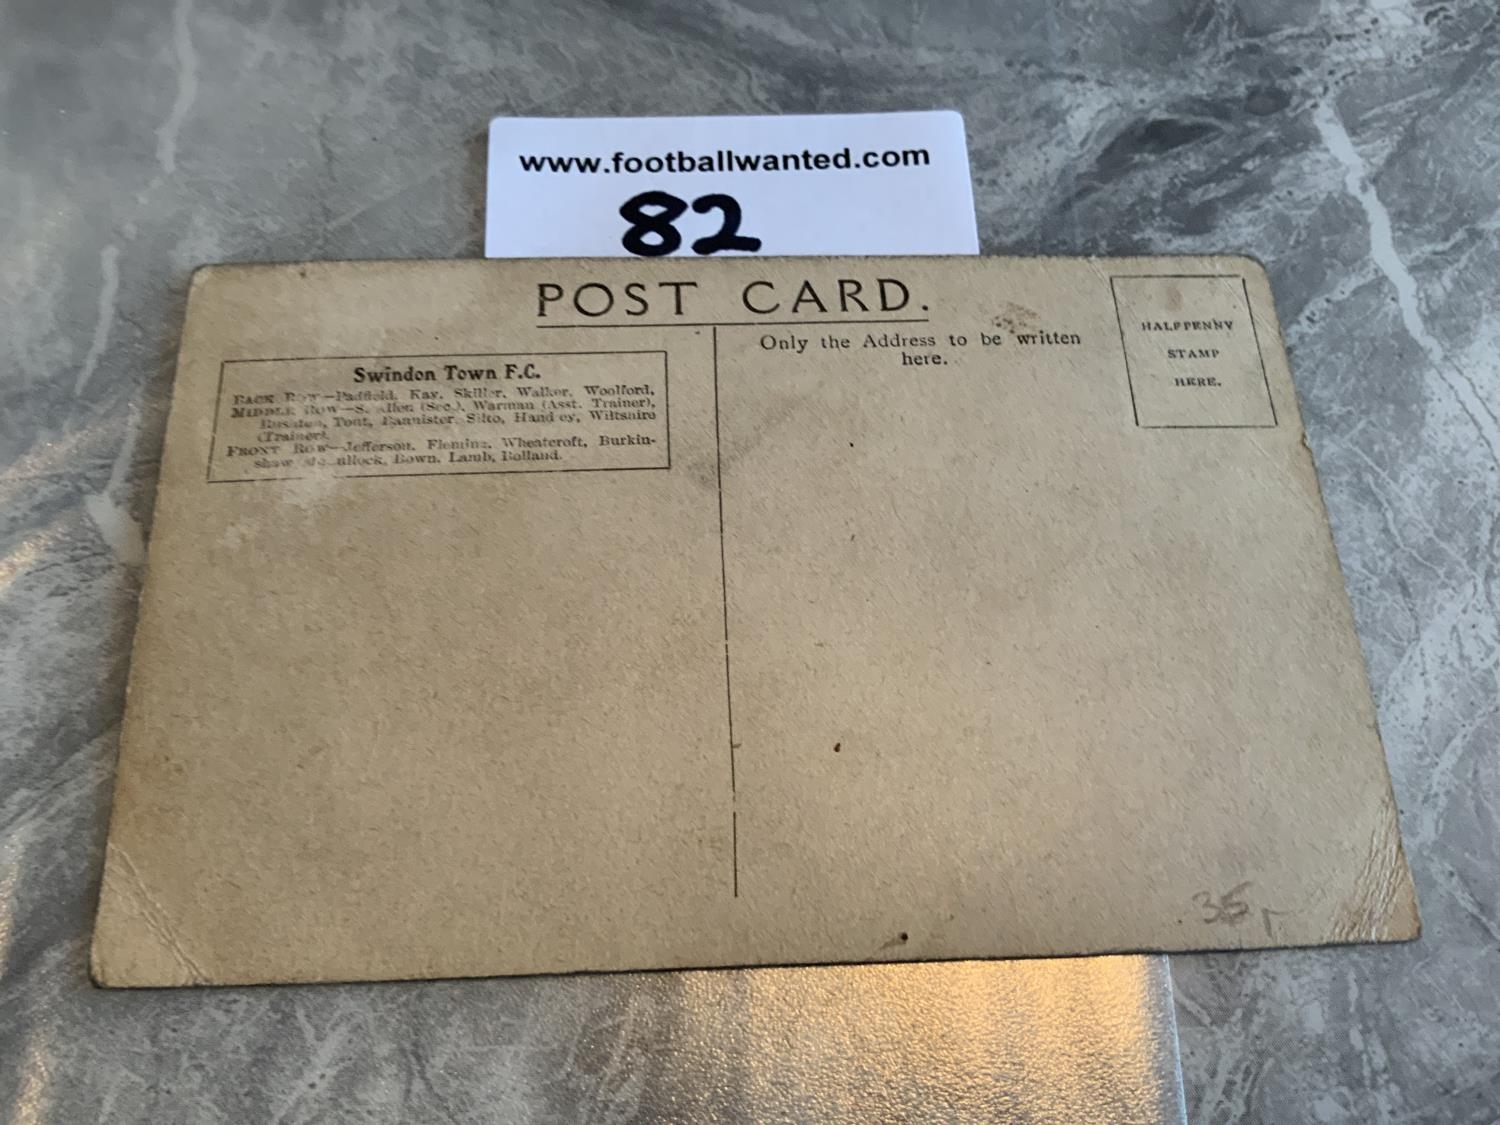 www.footballwanted.com
82
POST CARD.
Only the Address to be written
here.
HALFPENNY
STAMP
HERE.
Swindon Town F.C.
BACK ROW—Padfield, Kay, Skiller, Walker, Woolford,
MIDDLE ROW—S. Allen (Sec.), Warman (Asst. Trainer),
Tout, Bannister, Silto, Handley, Wiltshire
(Trainer).
FRONT ROW—Jefferson, Fleming, Wheatcroft, Burkin-
shaw, Bown, Lamb, Bolland.
35